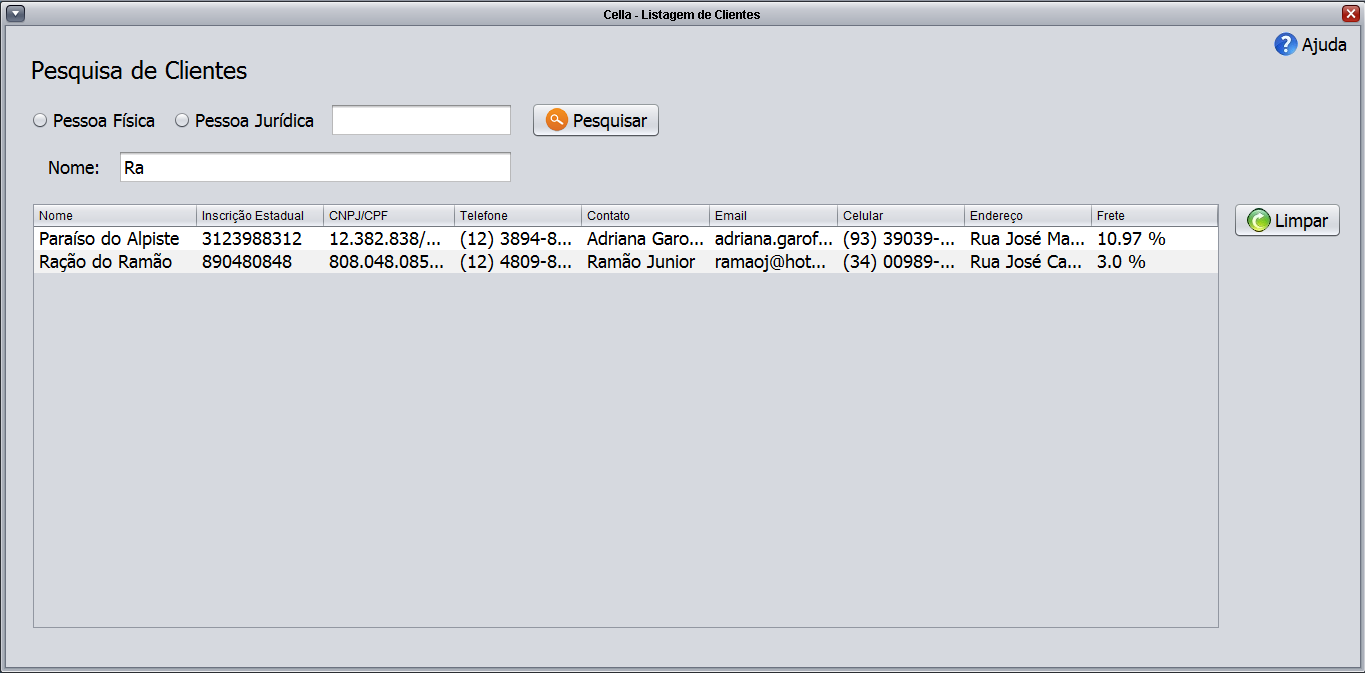 Cella - Listagem de Clientes
Ajuda
Pesquisa de Clientes
Pessoa Física Pessoa Jurídica Pesquisar
Nome: Ra
Nome Inscrição Estadual CNPJ/CPF Telefone Contato Email Celular Endereço Frete
Limpar
Paraíso do Alpiste 3123988312 12.382.838/... (12) 3894-8... Adriana Garo... adriana.garof... (93) 39039-... Rua José Ma... 10.97 %
Ração do Ramão 890480848 808.048.085... (12) 4809-8... Ramão Junior ramaoj@hot... (34) 00989-... Rua José Ca... 3.0 %